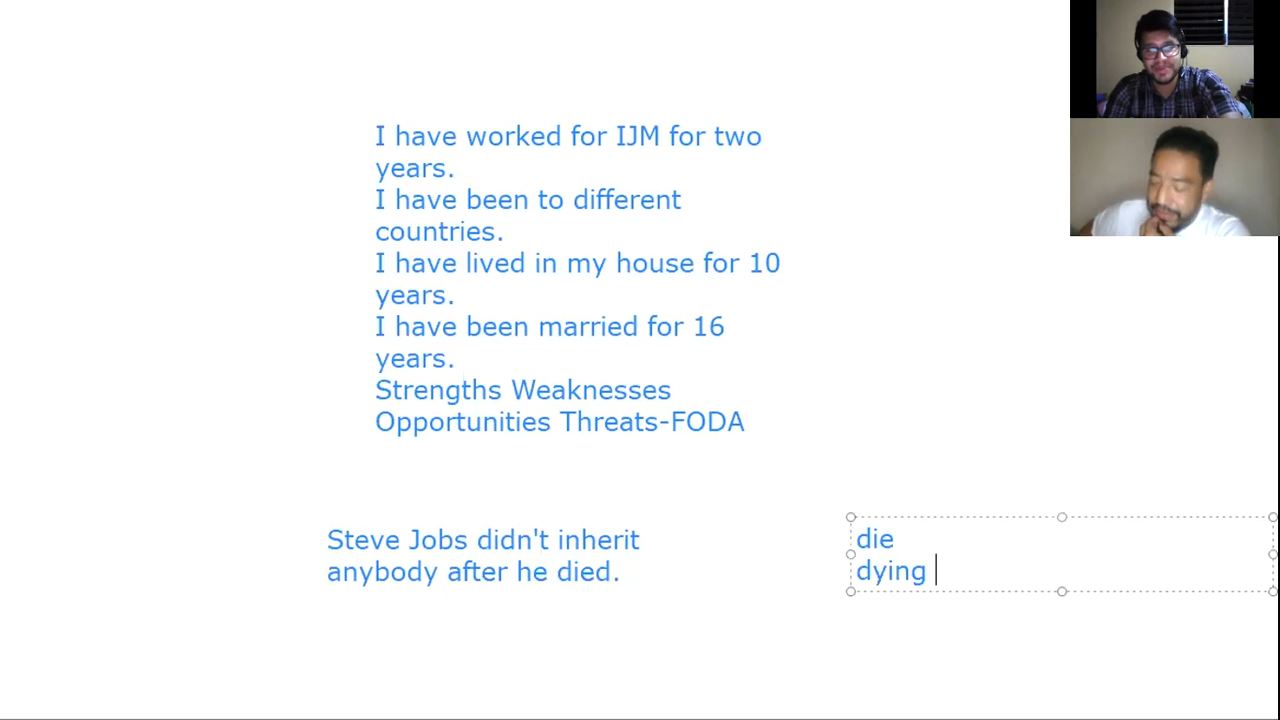 I have worked for IJM for two
years.
I have been to different
countries.
I have lived in my house for 10
years.
I have been married for 16
years.
Strengths Weaknesses
Opportunities Threats-FODA
Steve Jobs didn't inherit
anybody after he died.
die
dying